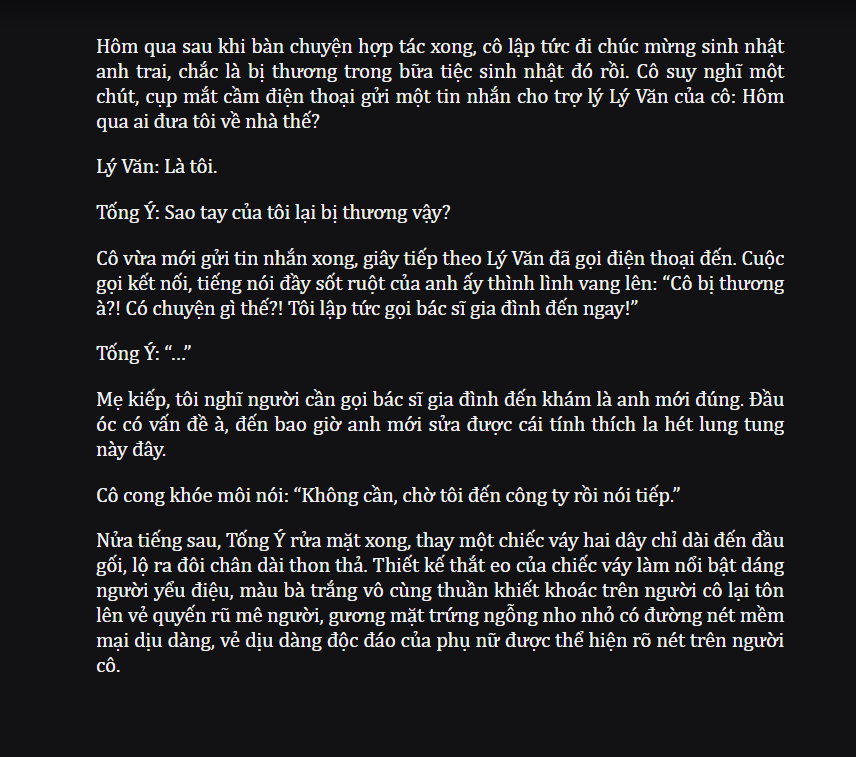 Hôm qua sau khi bàn chuyện hợp tác xong, cô lập tức đi chúc mừng sinh nhật
anh trai, chắc là bị thương trong bữa tiệc sinh nhật đó rồi. Cô suy nghĩ một
chút, cụp mắt cầm điện thoại gửi một tin nhắn cho trợ lý Lý Văn của cô: Hôm
qua ai đưa tôi về nhà thế?
Lý Văn: Là tôi.
Tống Ý: Sao tay của tôi lại bị thương vậy?
Cô vừa mới gửi tin nhắn xong, giây tiếp theo Lý Văn đã gọi điện thoại đến. Cuộc
gọi kết nối, tiếng nói đầy sốt ruột của anh ấy thình lình vang lên: “Cô bị thương
à?! Có chuyện gì thế?! Tôi lập tức gọi bác sĩ gia đình đến ngay!”
Tống Ý: “…”
Mẹ kiếp, tôi nghĩ người cần gọi bác sĩ gia đình đến khám là anh mới đúng. Đầu
óc có vấn đề à, đến bao giờ anh mới sửa được cái tính thích la hét lung tung
này đây.
Cô cong khóe môi nói: “Không cần, chờ tôi đến công ty rồi nói tiếp.”
Nửa tiếng sau, Tống Ý rửa mặt xong, thay một chiếc váy hai dây chỉ dài đến đầu
gối, lộ ra đôi chân dài thon thả. Thiết kế thắt eo của chiếc váy làm nổi bật dáng
người yểu điệu, màu bà trắng vô cùng thuần khiết khoác trên người cô lại tôn
lên vẻ quyến rũ mê người, gương mặt trứng ngỗng nho nhỏ có đường nét mềm
mại dịu dàng, vẻ dịu dàng độc đáo của phụ nữ được thể hiện rõ nét trên người
cô.